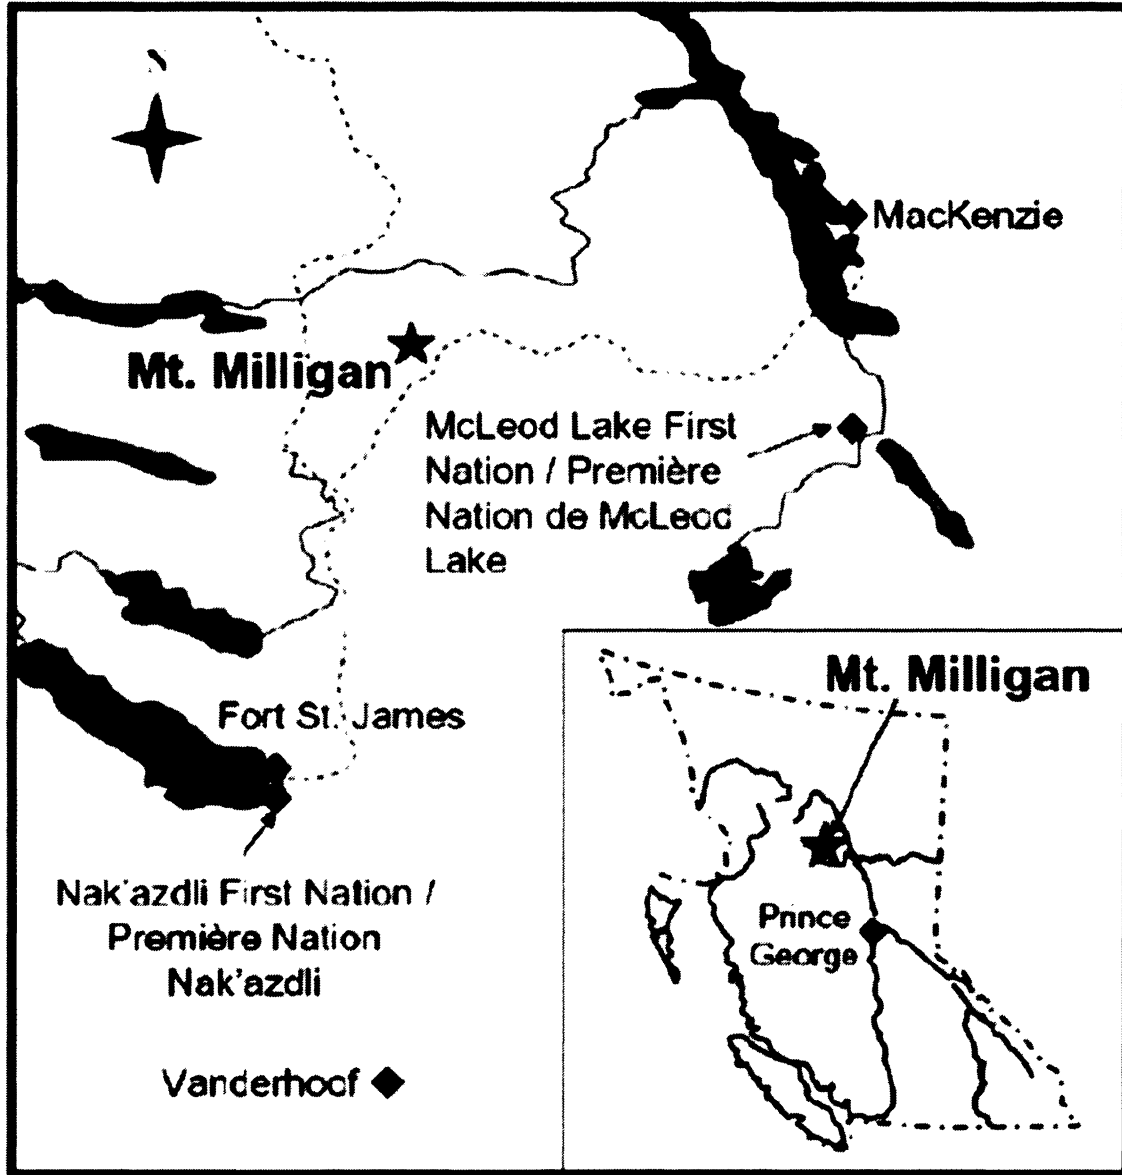 MacKenzie
Mt. Milligan
McLeod Lake First
Nation / Première
Nation de McLeod
Lake
Fort St. James
Nak'azdli First Nation /
Première Nation
Nak'azdli
Vanderhoof
Mt. Milligan
Prince
George